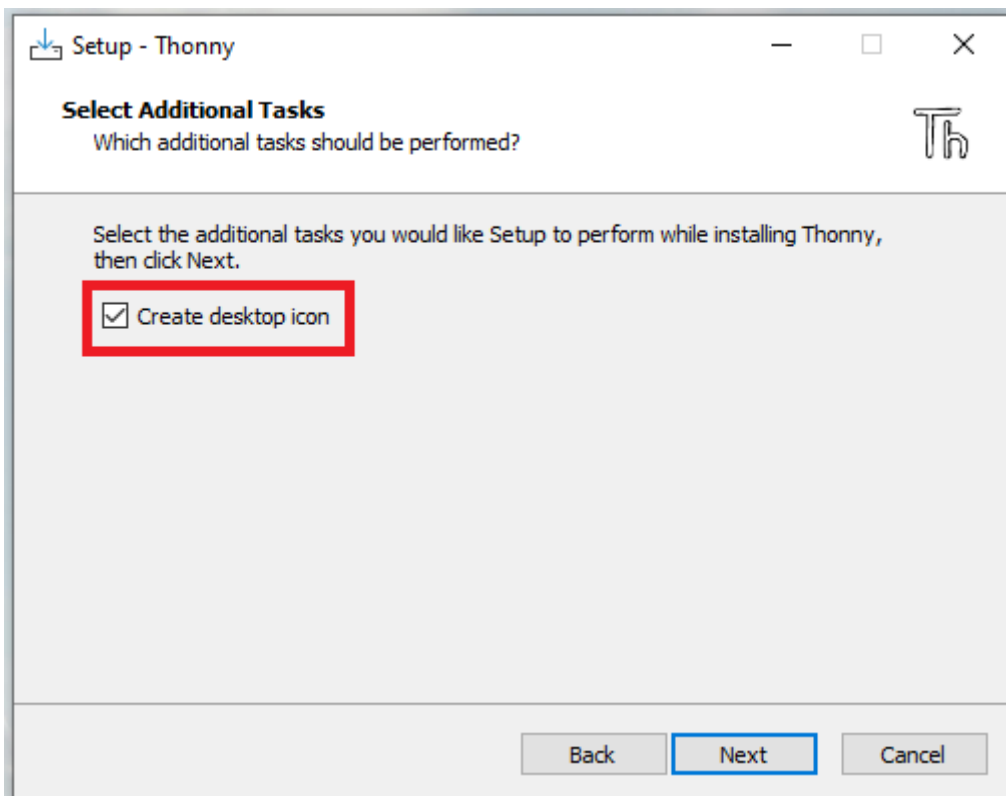 Setup - Thonny
Select Additional Tasks
Which additional tasks should be performed?
Th
Select the additional tasks you would like Setup to perform while installing Thonny,
then click Next.
Create desktop icon
Back Next Cancel